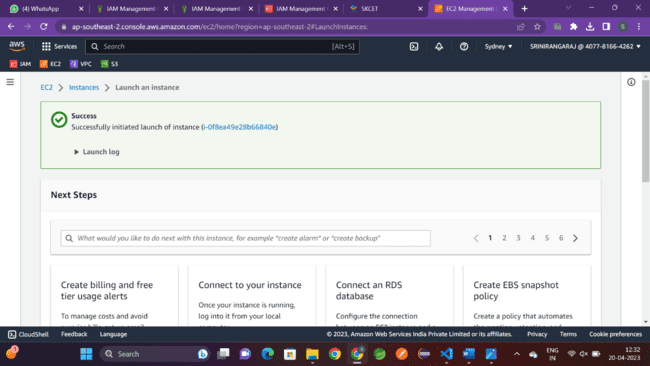 (4) WhatsApp
IAM Management
IAM Management
IAM Management
SKCET
EC2 Management
ap-southeast-2.console.aws.amazon.com/ec2/home?region=ap-southeast-2#LaunchInstances:
aws
Services
Search
[Alt+S]
Sydney
SRINIRANGARAJ @ 4077-8166-4262
IAM
EC2
VPC
S3
EC2
Instances
Launch an instance
Success
Successfully initiated launch of instance (i-0f8ea49e28b66840e)
Launch log
Next Steps
What would you like to do next with this instance, for example "create alarm" or "create backup"
1 2 3 4 5 6
Create billing and free
tier usage alerts
To manage costs and avoid
Connect to your instance
Once your instance is running,
log into it from your local
Connect an RDS
database
Configure the connection
Create EBS snapshot
policy
Create a policy that automates
CloudShell
Feedback
Language
© 2023, Amazon Web Services India Private Limited or its affiliates.
Privacy
Terms
Cookie preferences
Search
ENG
IN
12:32
20-04-2023